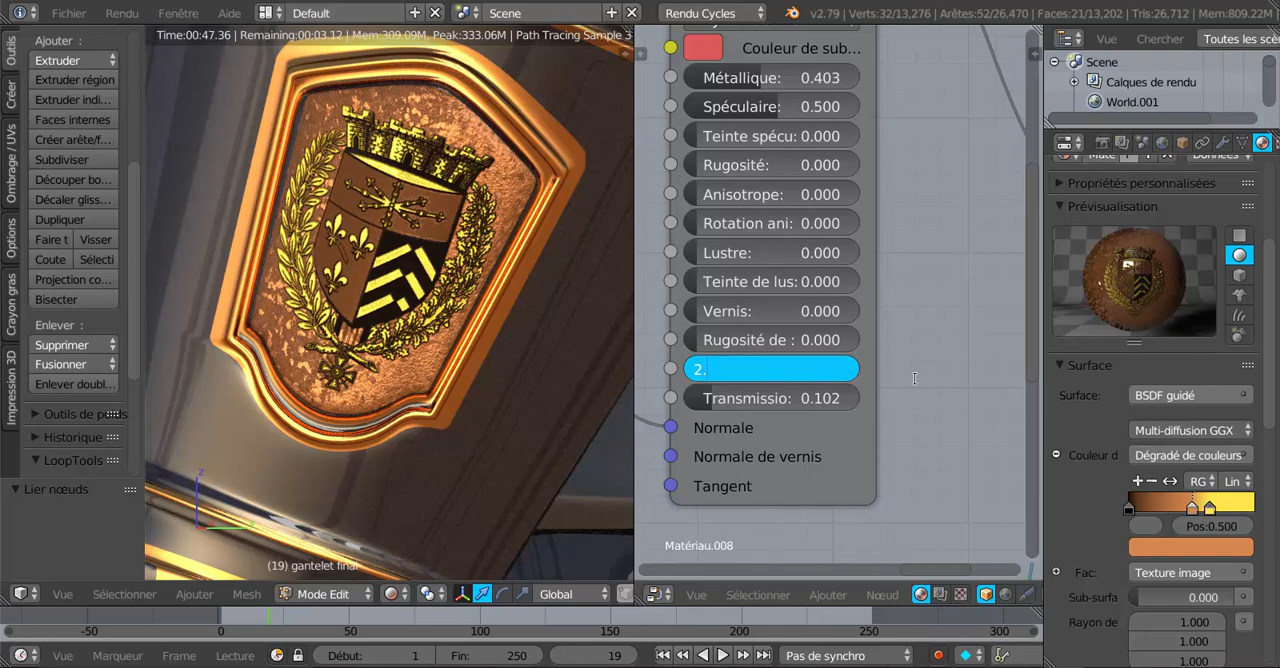 Fichier Rendu Fenêtre Aide Default Scene Rendu Cycles v2.79 | Verts:32/13,276 | Arêtes:52/26,470 | Faces:21/13,202 | Tris:26,712 | Mem:809.22M
Time:00:47.36 | Remaining:00:03.12 | Mem:309.09M, Peak:333.06M | Path Tracing Sample 3
Outils
Créer
Ombrage / UVs
Options
Crayon gras
Impression 3D
Ajouter :
Extruder
Extruder région
Extruder indi...
Faces internes
Créer arête/f...
Subdiviser
Découper bo...
Décaler gliss...
Dupliquer
Faire t Visser
Coute Sélecti
Projection co...
Bisecter
Enlever :
Supprimer
Fusionner
Enlever doubl...
Historique
LoopTools
Lier nœuds
z
(19) gantelet final
Couleur de sub...
Métallique: 0.403
Spéculaire: 0.500
Teinte spécu: 0.000
Rugosité: 0.000
Anisotrope: 0.000
Rotation ani: 0.000
Lustre: 0.000
Teinte de lus: 0.000
Vernis: 0.000
Rugosité de : 0.000
2.
Transmissio: 0.102
Normale
Normale de vernis
Tangent
Matériau.008
Vue Chercher Toutes les scè
Scene
Calques de rendu
World.001
Propriétés personnalisées
Prévisualisation
Surface
Surface: BSDF guidé
Multi-diffusion GGX
Couleur d Dégradé de couleurs
RG Lin
Pos:0.500
Fac: Texture image
Sub-surfa 0.000
Rayon de 1.000
1.000
1.000
Vue Sélectionner Ajouter Mesh Mode Edit Global
Vue Sélectionner Ajouter Nœud
-50 0 50 100 150 200 250 300
Vue Marqueur Frame Lecture Début: 1 Fin: 250 19 Pas de synchro